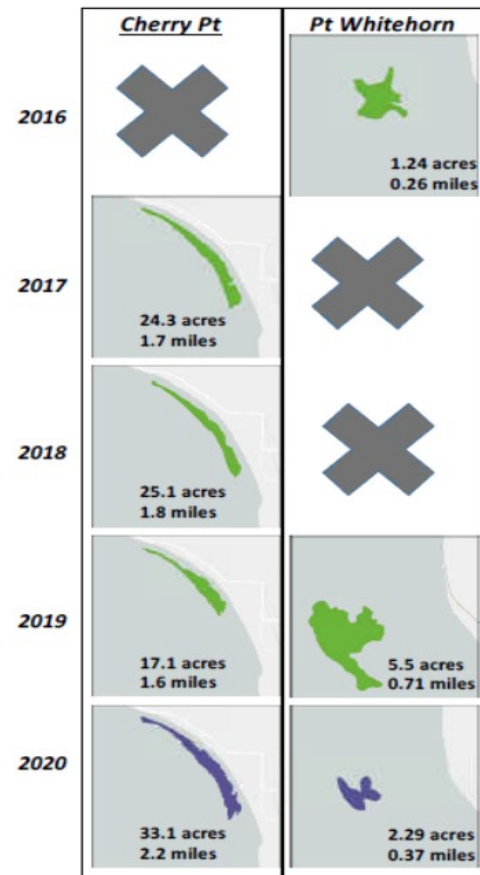 Cherry Pt
Pt Whitehorn
2016
1.24 acres
0.26 miles
2017
24.3 acres
1.7 miles
2018
25.1 acres
1.8 miles
2019
17.1 acres
1.6 miles
5.5 acres
0.71 miles
2020
33.1 acres
2.2 miles
2.29 acres
0.37 miles